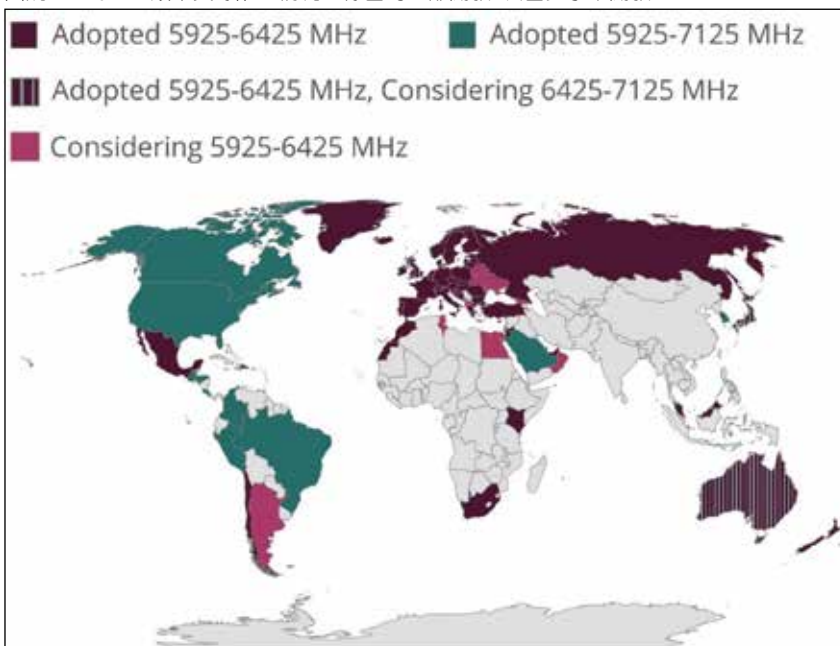 Adopted 5925-6425 MHz
Adopted 5925-7125 MHz
Adopted 5925-6425 MHz, Considering 6425-7125 MHz
Considering 5925-6425 MHz